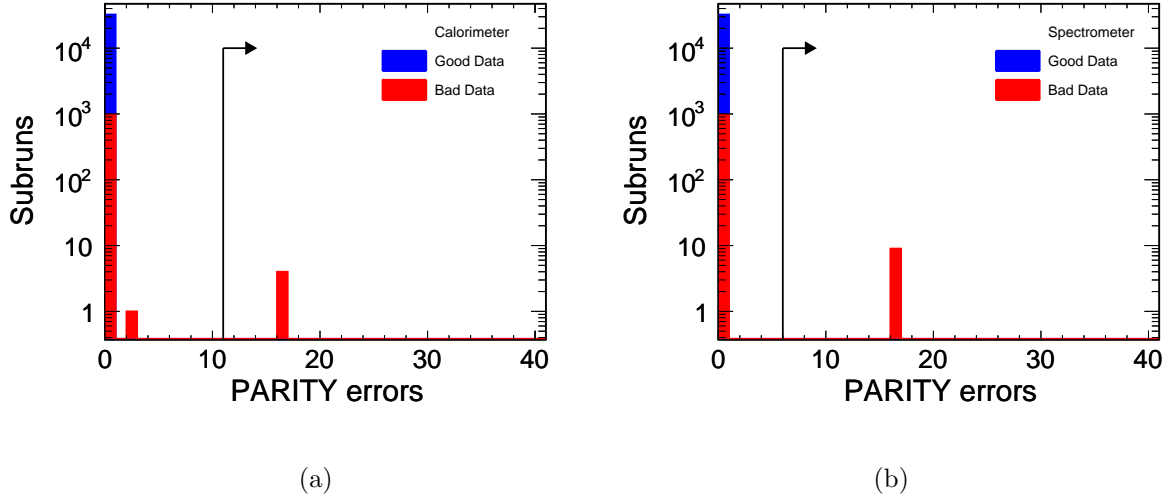 Calorimeter
Good Data
Bad Data
10^4
10^3
10^2
10
1
Subruns
0 10 20 30 40
PARITY errors
(a)
Spectrometer
Good Data
Bad Data
10^4
10^3
10^2
10
1
Subruns
0 10 20 30 40
PARITY errors
(b)